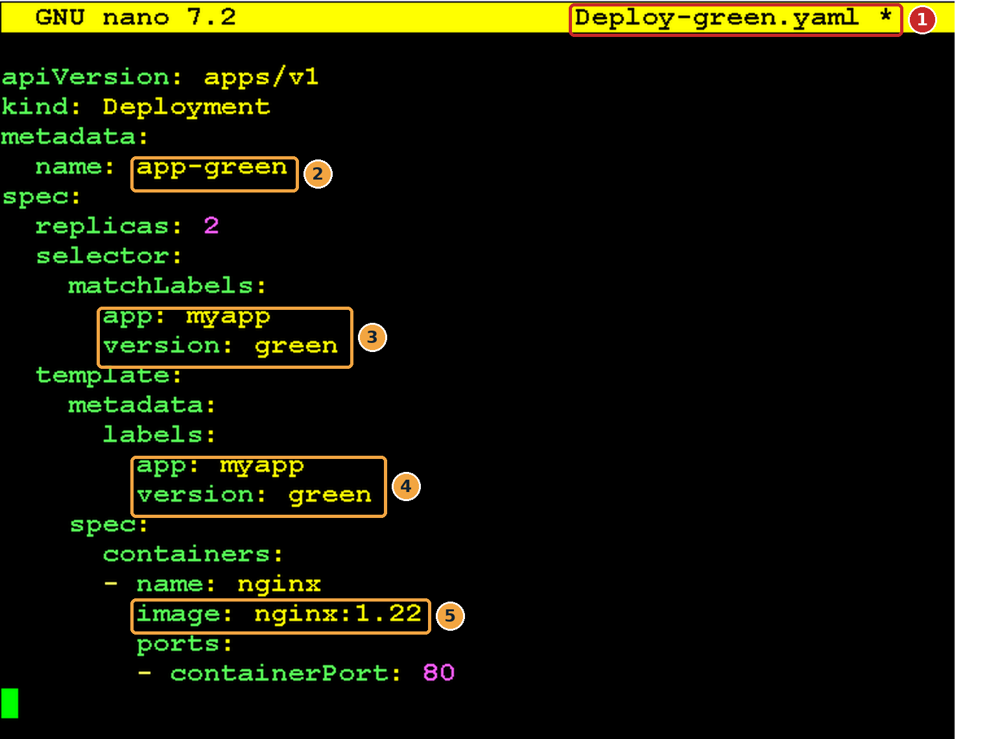 GNU nano 7.2 Deploy-green.yaml * 1
apiVersion: apps/v1
kind: Deployment
metadata:
  name: app-green 2
spec:
  replicas: 2
  selector:
    matchLabels:
      app: myapp
      version: green 3
  template:
    metadata:
      labels:
        app: myapp
        version: green 4
    spec:
      containers:
      - name: nginx
        image: nginx:1.22 5
        ports:
        - containerPort: 80